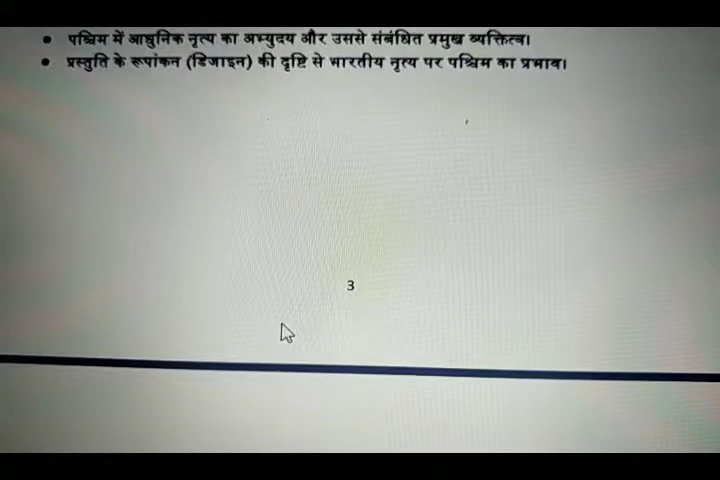 • पश्चिम में आधुनिक नृत्य का अभ्युदय और उससे संबंधित प्रमुख व्यक्तित्व।
• प्रस्तुति के रूपांकन (डिजाइन) की दृष्टि से भारतीय नृत्य पर पश्चिम का प्रभाव।
3